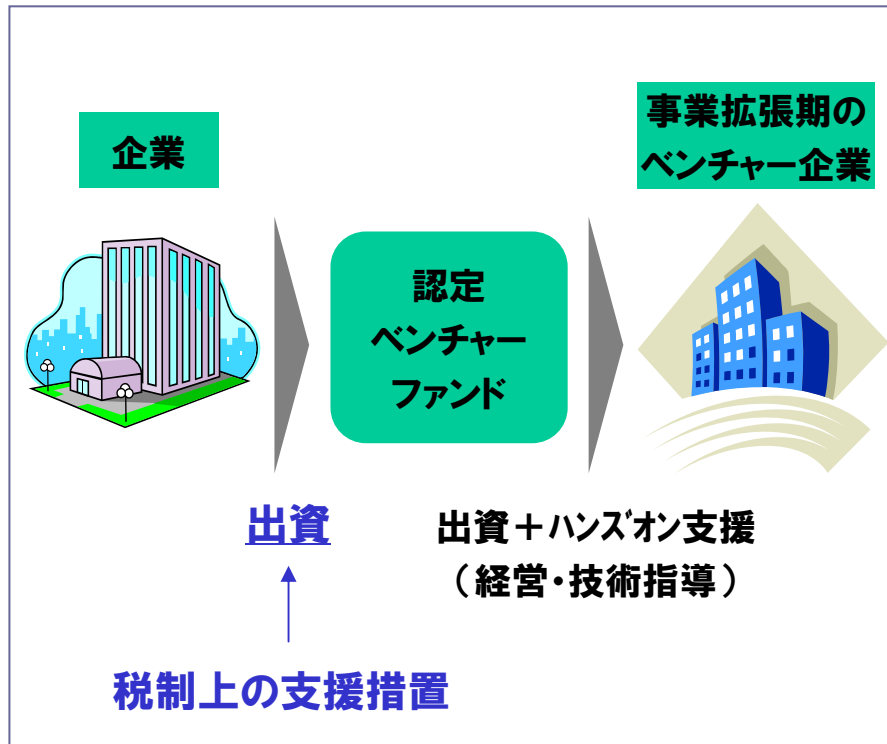 企業
事業拡張期の
ベンチャー企業
認定
ベンチャー
ファンド
出資
出資＋ハンズオン支援
（経営・技術指導）
税制上の支援措置